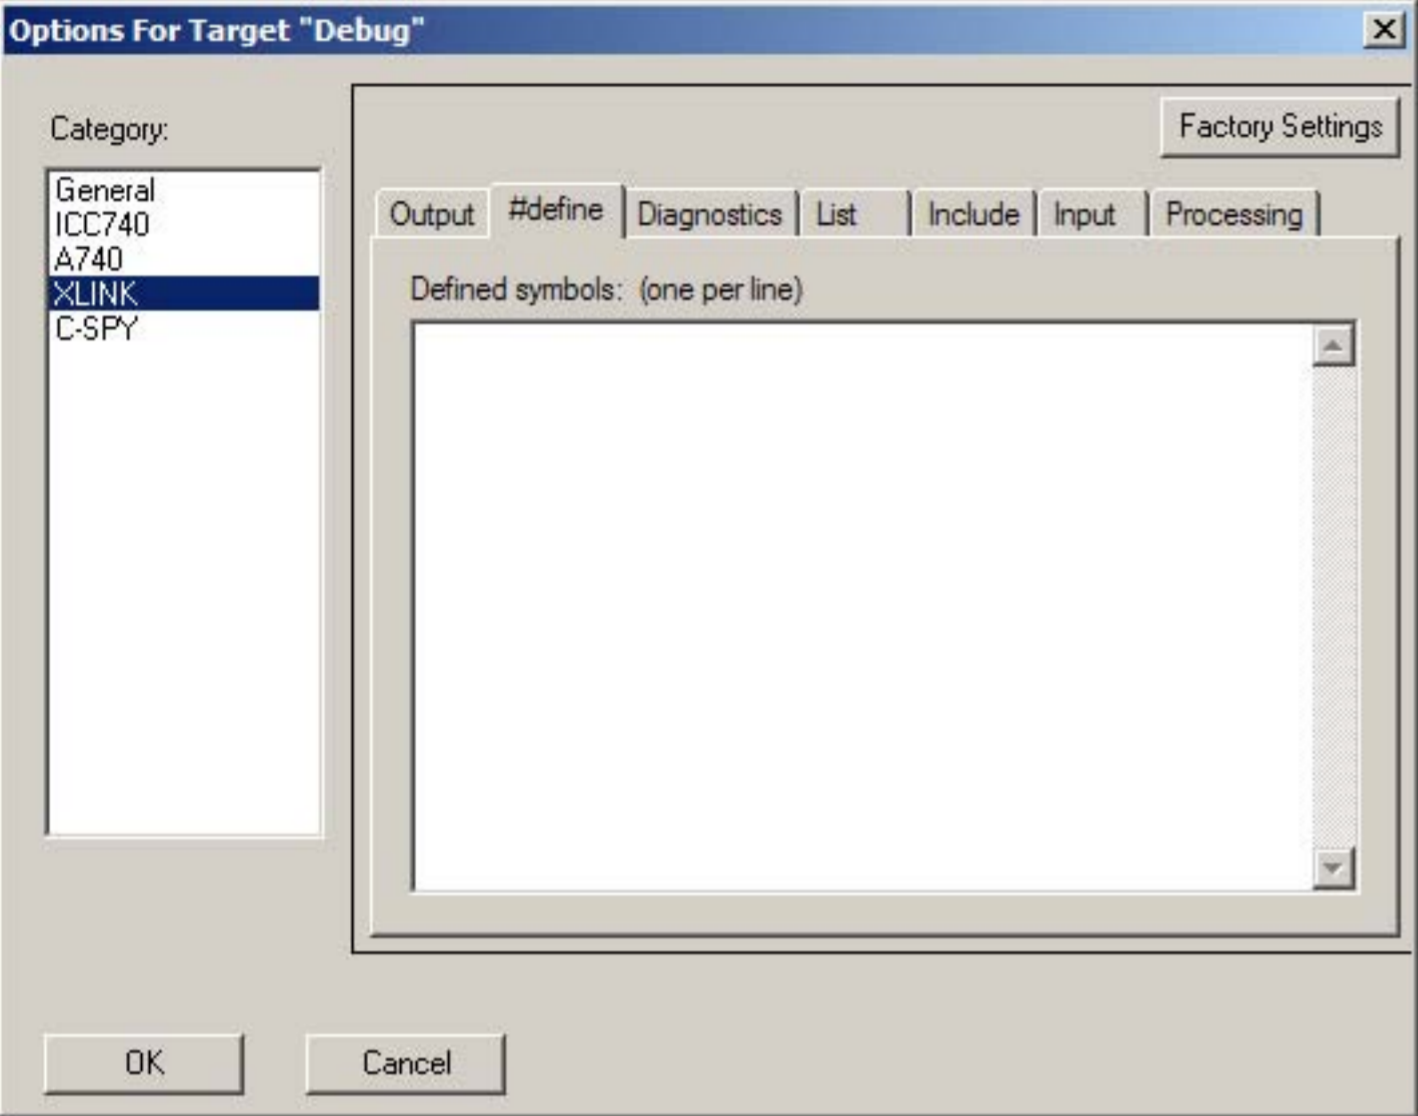 Options For Target "Debug"
Category:
General
ICC740
A740
XLINK
C-SPY
Factory Settings
Output #define Diagnostics List Include Input Processing
Defined symbols: (one per line)
OK Cancel